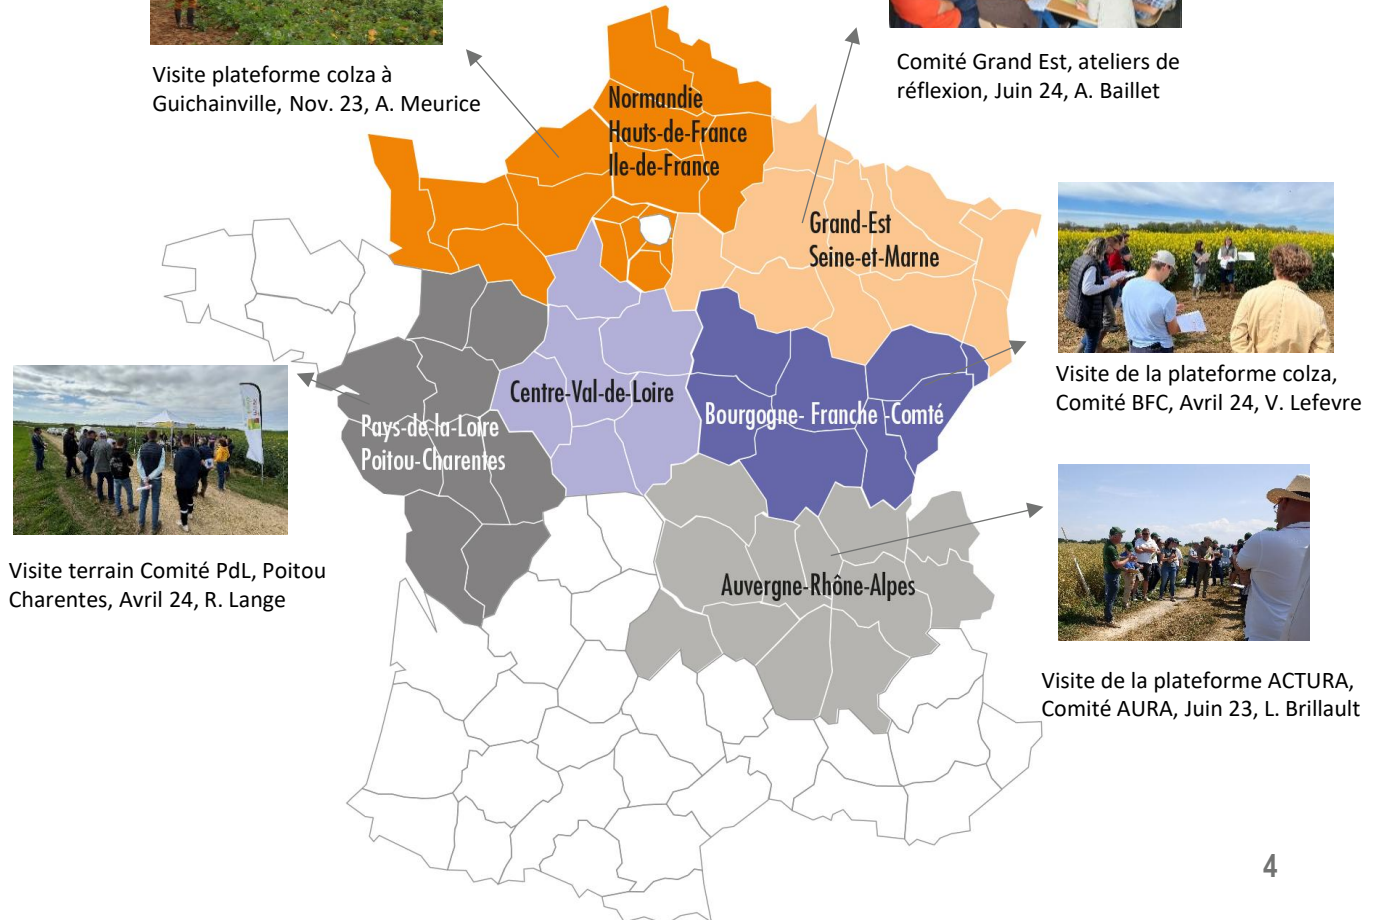 Visite plateforme colza à
Guichainville, Nov. 23, A. Meurice
Comité Grand Est, ateliers de
réflexion, Juin 24, A. Baillet
Normandie
Hauts-de-France
Ile-de-France
Grand-Est
Seine-et-Marne
Visite de la plateforme colza,
Comité BFC, Avril 24, V. Lefevre
Centre-Val-de-Loire
Bourgogne- Franche -Comté
Pays-de-la-Loire
Poitou-Charentes
Visite terrain Comité PdL, Poitou
Charentes, Avril 24, R. Lange
Auvergne-Rhône-Alpes
Visite de la plateforme ACTURA,
Comité AURA, Juin 23, L. Brillault
4